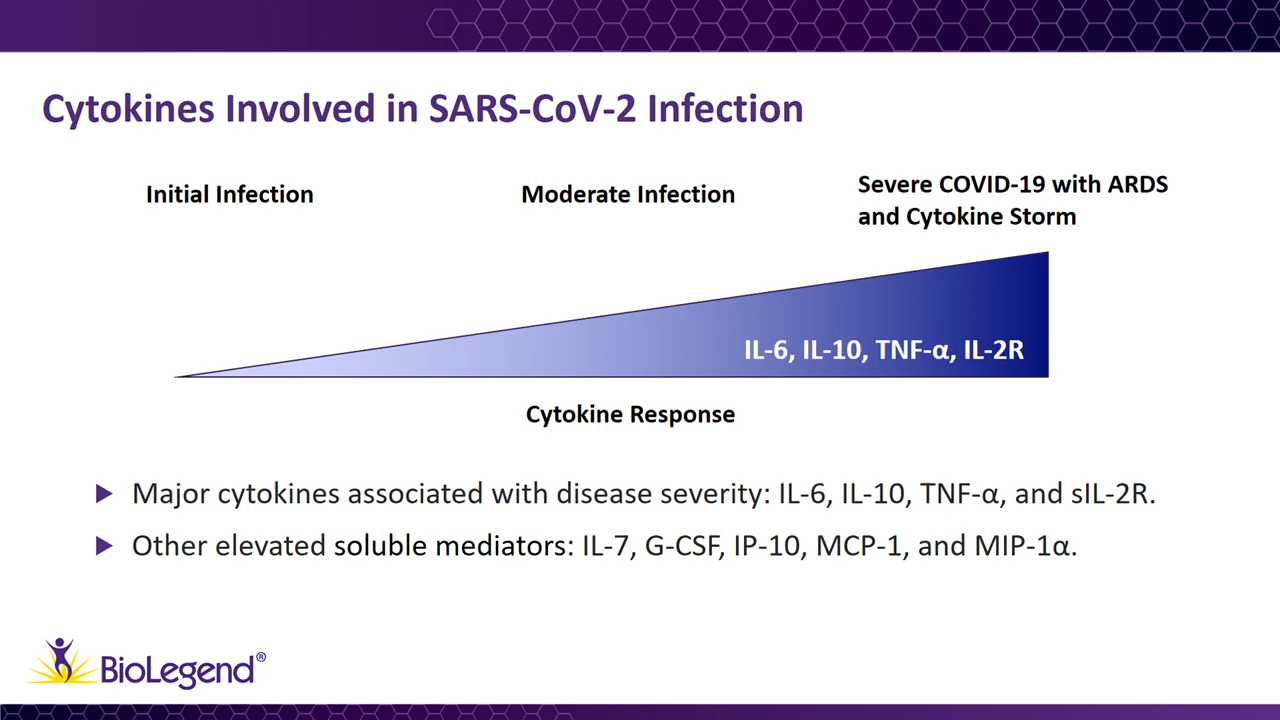 Cytokines Involved in SARS-CoV-2 Infection
Initial Infection
Moderate Infection
Severe COVID-19 with ARDS
and Cytokine Storm
IL-6, IL-10, TNF-α, IL-2R
Cytokine Response
Major cytokines associated with disease severity: IL-6, IL-10, TNF-α, and sIL-2R.
Other elevated soluble mediators: IL-7, G-CSF, IP-10, MCP-1, and MIP-1α.
BioLegend®